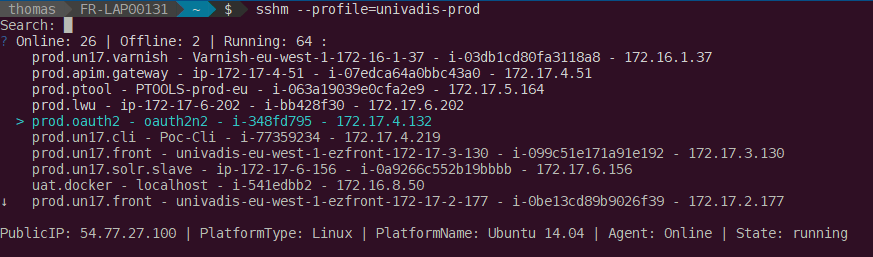 thomas FR-LAP00131 ~ $ sshm --profile=univadis-prod
Search:
? Online: 26 | Offline: 2 | Running: 64 :
prod.un17.varnish - Varnish-eu-west-1-172-16-1-37 - i-03db1cd80fa3118a8 - 172.16.1.37
prod.apim.gateway - ip-172-17-4-51 - i-07edca64a0bbc43a0 - 172.17.4.51
prod.ptool - PTOOLS-prod-eu - i-063a19039e0cfa2e9 - 172.17.5.164
prod.lwu - ip-172-17-6-202 - i-bb428f30 - 172.17.6.202
> prod.oauth2 - oauth2n2 - i-348fd795 - 172.17.4.132
prod.un17.cli - Poc-Cli - i-77359234 - 172.17.4.219
prod.un17.front - univadis-eu-west-1-ezfront-172-17-3-130 - i-099c51e171a91e192 - 172.17.3.130
prod.un17.solr.slave - ip-172-17-6-156 - i-0a9266c552b19bbbb - 172.17.6.156
uat.docker - localhost - i-541edbb2 - 172.16.8.50
↓ prod.un17.front - univadis-eu-west-1-ezfront-172-17-2-177 - i-0be13cd89b9026f39 - 172.17.2.177
PublicIP: 54.77.27.100 | PlatformType: Linux | PlatformName: Ubuntu 14.04 | Agent: Online | State: running